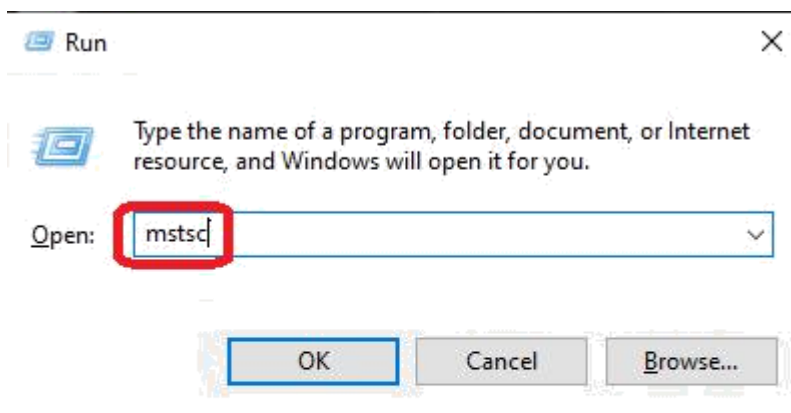 Run
Type the name of a program, folder, document, or Internet
resource, and Windows will open it for you.
Open: mstsc
OK Cancel Browse...